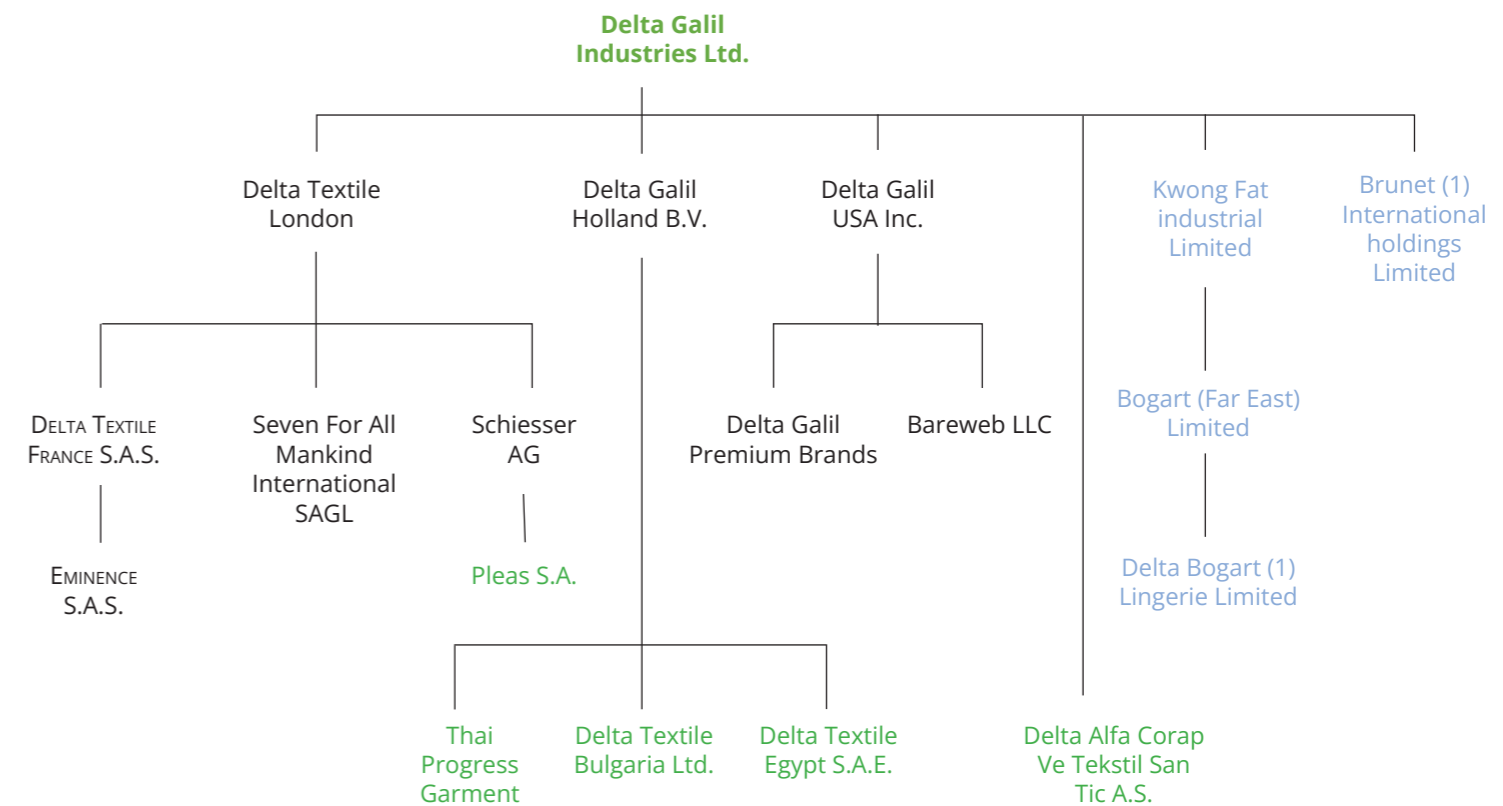 Delta Galil
Industries Ltd.
Delta Textile
London
Delta Galil
Holland B.V.
Delta Galil
USA Inc.
Kwong Fat
industrial
Limited
Brunet (1)
International
holdings
Limited
Delta Textile
France S.A.S.
Seven For All
Mankind
International
SAGL
Schiesser
AG
Delta Galil
Premium Brands
Bareweb LLC
Bogart (Far East)
Limited
Eminence
S.A.S.
Pleas S.A.
Delta Bogart (1)
Lingerie Limited
Thai
Progress
Garment
Delta Textile
Bulgaria Ltd.
Delta Textile
Egypt S.A.E.
Delta Alfa Corap
Ve Tekstil San
Tic A.S.